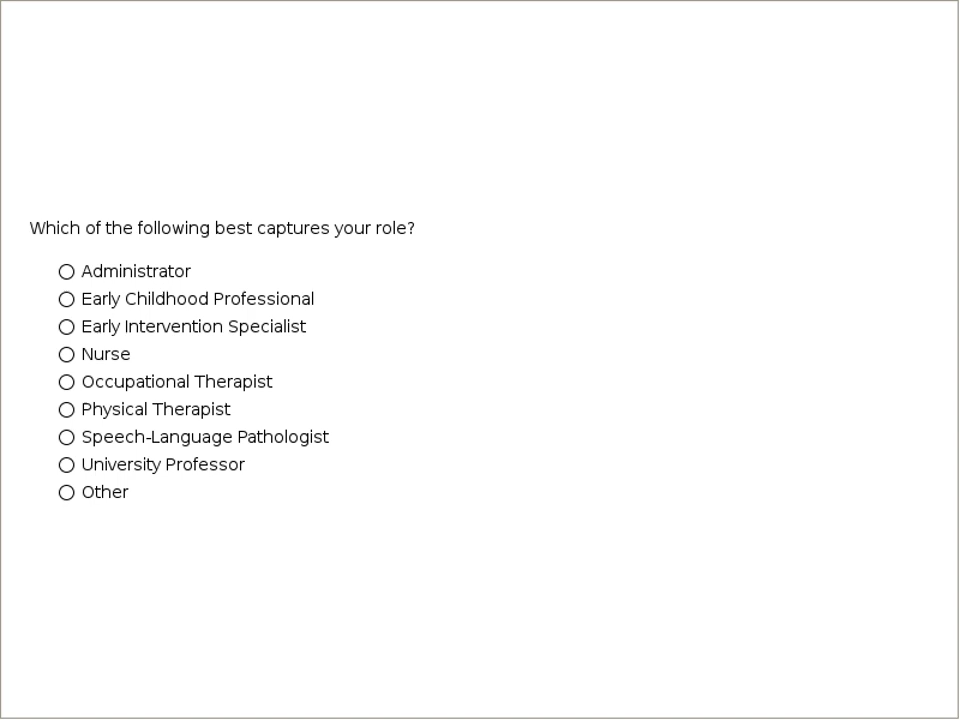 Which of the following best captures your role?
Administrator
Early Childhood Professional
Early Intervention Specialist
Nurse
Occupational Therapist
Physical Therapist
Speech-Language Pathologist
University Professor
Other